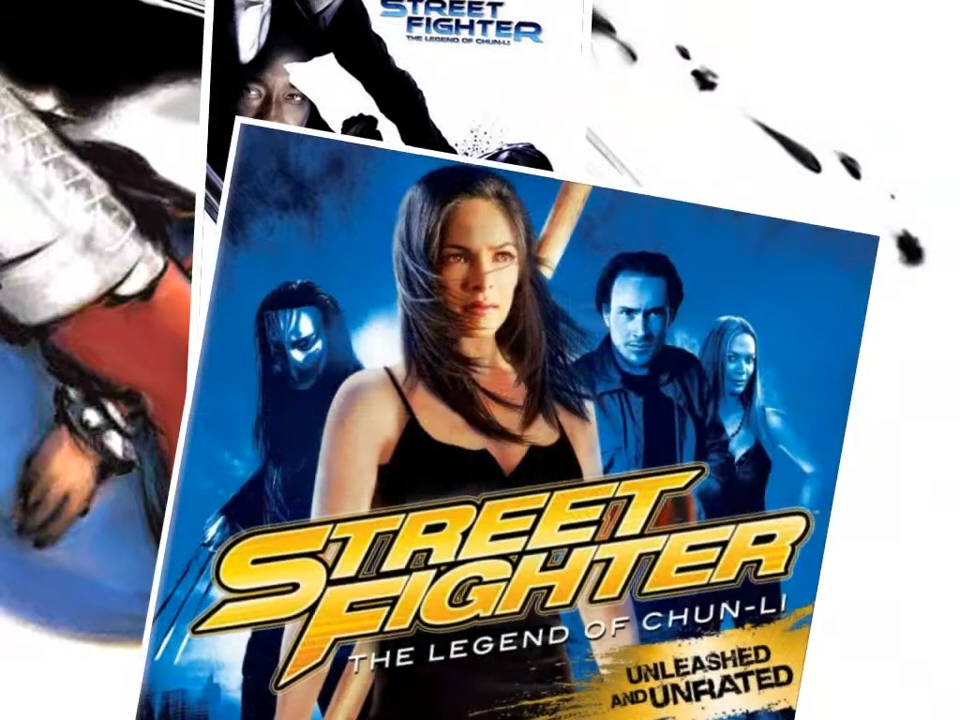 STREET
FIGHTER
THE LEGEND OF CHUN-LI
STREET
FIGHTER
THE LEGEND OF CHUN-LI
UNLEASHED
AND UNRATED